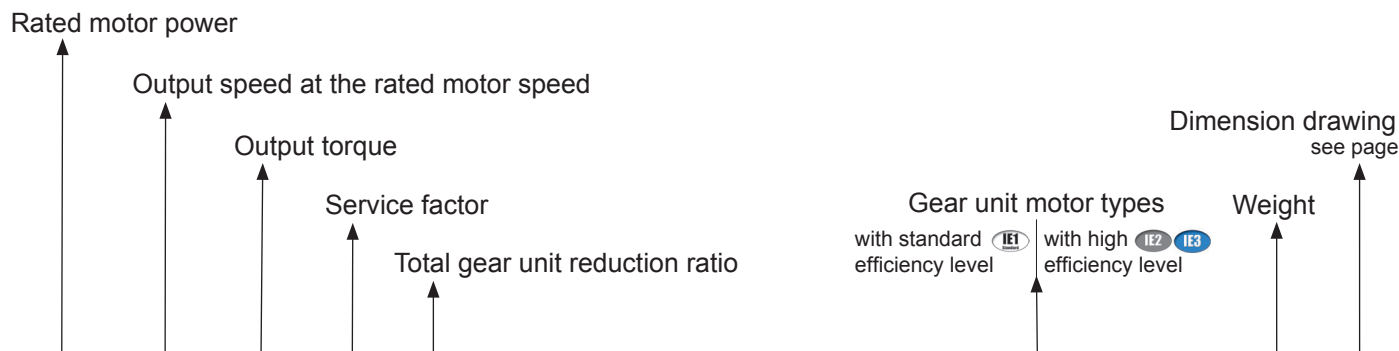 Rated motor power
Output speed at the rated motor speed
Output torque
Service factor
Total gear unit reduction ratio
Dimension drawing
see page
Gear unit motor types
with standard IE1 Standard
efficiency level
with high IE2 IE3
efficiency level
Weight